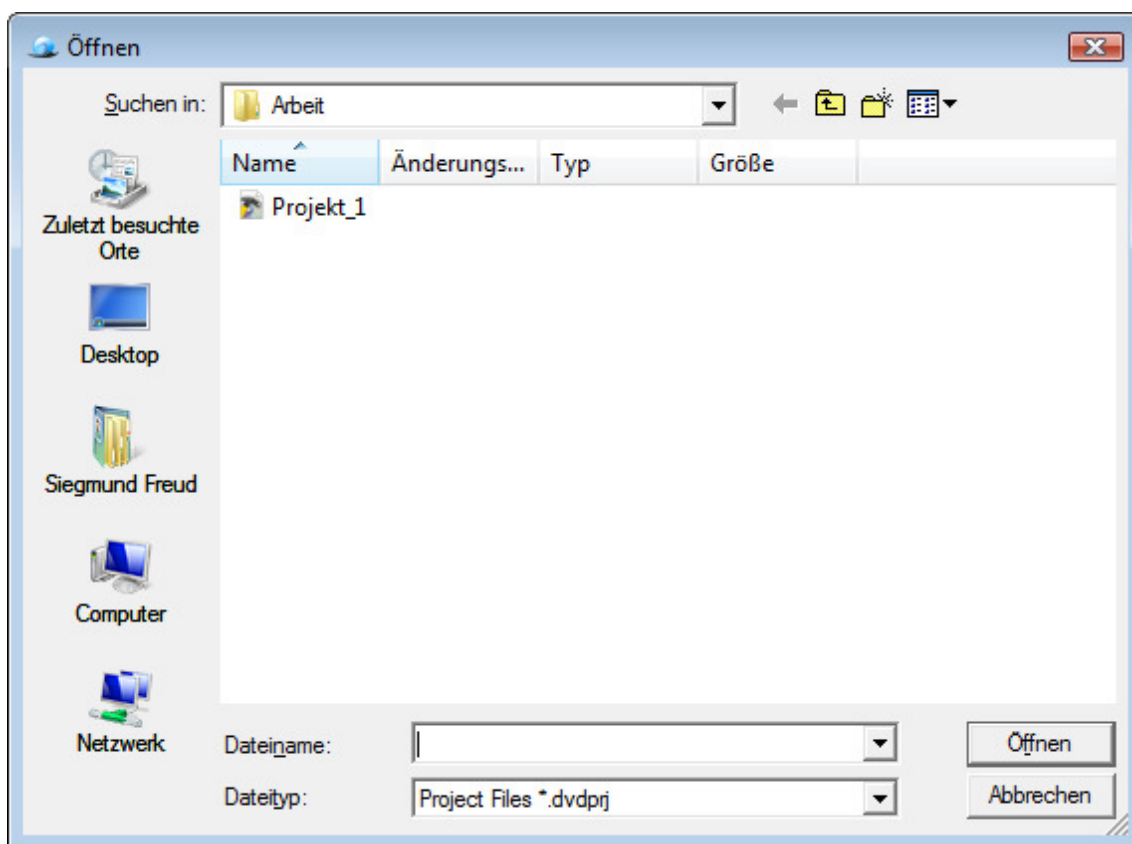 Öffnen
Suchen in: Arbeit
Name Änderungs... Typ Größe
Projekt_1
Zuletzt besuchte
Orte
Desktop
Siegmund Freud
Computer
Netzwerk
Dateiname: Öffnen
Dateityp: Project Files *.dvdprj Abbrechen